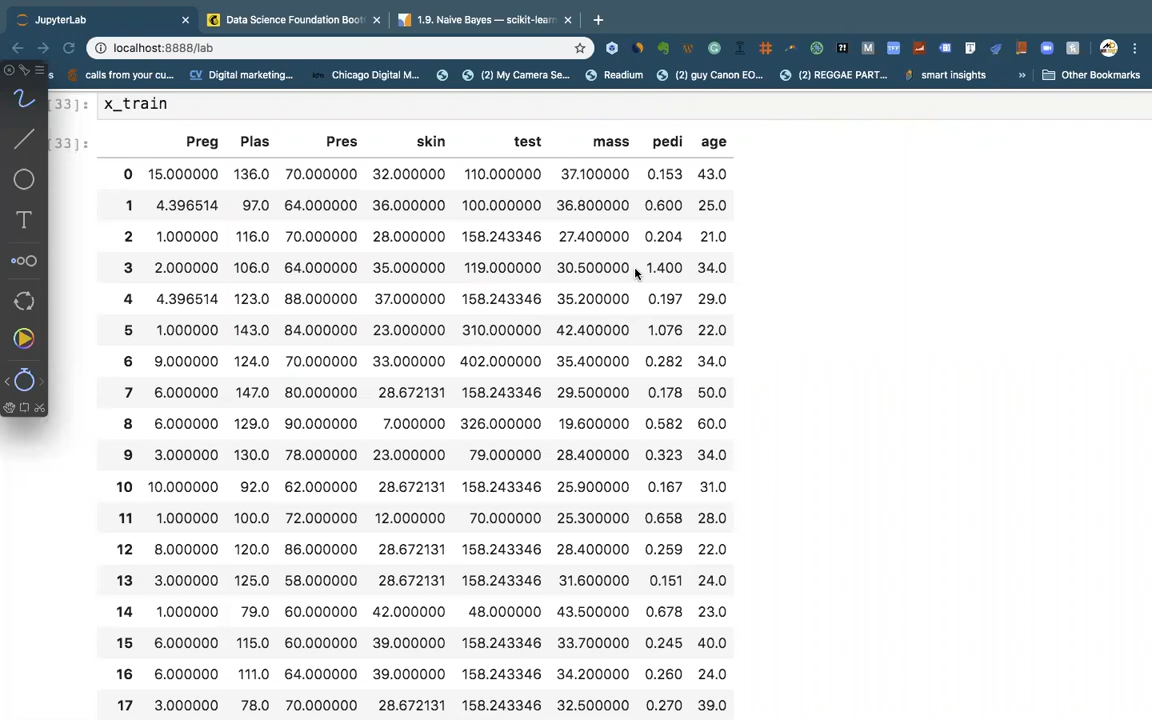 JupyterLab Data Science Foundation Boo 1.9. Naive Bayes — scikit-learn
localhost:8888/lab
calls from your cu... CV Digital marketing... Chicago Digital M... (2) My Camera Se... Readium (2) guy Canon EO... (2) REGGAE PART... smart insights » Other Bookmarks
[33]: x_train
[33]: Preg Plas Pres skin test mass pedi age
0 15.000000 136.0 70.000000 32.000000 110.000000 37.100000 0.153 43.0
1 4.396514 97.0 64.000000 36.000000 100.000000 36.800000 0.600 25.0
2 1.000000 116.0 70.000000 28.000000 158.243346 27.400000 0.204 21.0
3 2.000000 106.0 64.000000 35.000000 119.000000 30.500000 1.400 34.0
4 4.396514 123.0 88.000000 37.000000 158.243346 35.200000 0.197 29.0
5 1.000000 143.0 84.000000 23.000000 310.000000 42.400000 1.076 22.0
6 9.000000 124.0 70.000000 33.000000 402.000000 35.400000 0.282 34.0
7 6.000000 147.0 80.000000 28.672131 158.243346 29.500000 0.178 50.0
8 6.000000 129.0 90.000000 7.000000 326.000000 19.600000 0.582 60.0
9 3.000000 130.0 78.000000 23.000000 79.000000 28.400000 0.323 34.0
10 10.000000 92.0 62.000000 28.672131 158.243346 25.900000 0.167 31.0
11 1.000000 100.0 72.000000 12.000000 70.000000 25.300000 0.658 28.0
12 8.000000 120.0 86.000000 28.672131 158.243346 28.400000 0.259 22.0
13 3.000000 125.0 58.000000 28.672131 158.243346 31.600000 0.151 24.0
14 1.000000 79.0 60.000000 42.000000 48.000000 43.500000 0.678 23.0
15 6.000000 115.0 60.000000 39.000000 158.243346 33.700000 0.245 40.0
16 6.000000 111.0 64.000000 39.000000 158.243346 34.200000 0.260 24.0
17 3.000000 78.0 70.000000 28.672131 158.243346 32.500000 0.270 39.0